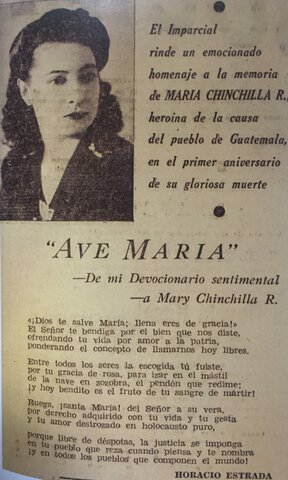 El Imparcial
rinde un emocionado
homenaje a la memoria
de MARIA CHINCHILLA R.,
heroína de la causa
del pueblo de Guatemala,
en el primer aniversario
de su gloriosa muerte
"AVE MARIA"
—De mi Devocionario sentimental
—a Mary Chinchilla R.
«¡Dios te salve María; llena eres de gracia!»
El Señor te bendiga por el bien que nos diste,
ofrendando tu vida por amor a la patria,
ponderando el concepto de llamarnos hoy libres.
Entre todos los seres la escogida tú fuiste,
por tu gracia de rosa, para izar en el mástil
de la nave en zozobra, el pendón que redime;
¡y hoy bendito es el fruto de tu sangre de mártir!
Ruega, ¡santa María! del Señor a su vera,
por derecho adquirido con tu vida y tu gesta
y tu amor destrozado en holocausto puro,
porque libre de déspotas, la justicia se imponga
en tu pueblo que reza cuando piensa y te nombra
¡y en todos los pueblos que componen el mundo!
HORACIO ESTRADA